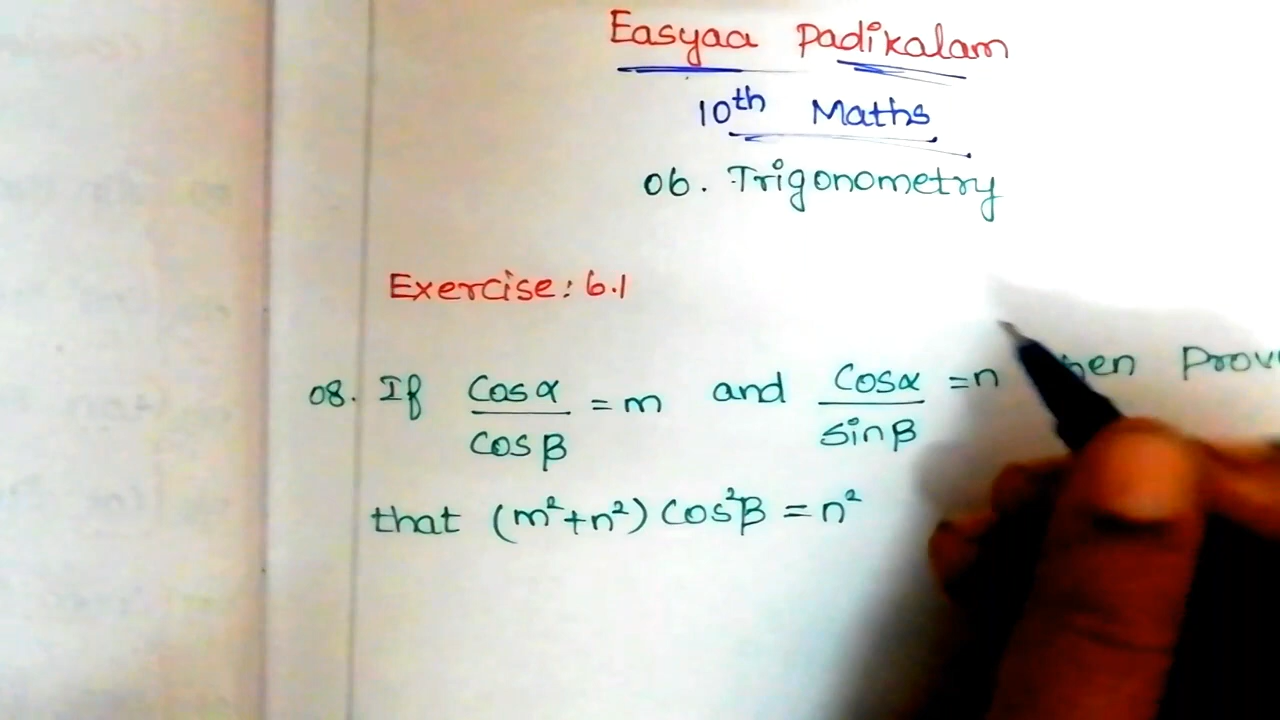 Easyaa Padikalam
10th Maths
06. Trigonometry
Exercise: 6.1
08. If Cosα/Cosβ = m and Cosα/sinβ = n
that (m²+n²) Cos²β = n²